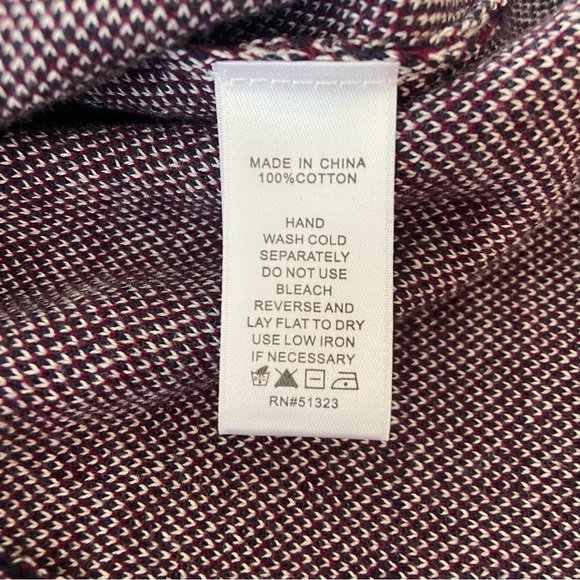 MADE IN CHINA
100%COTTON
HAND
WASH COLD
SEPARATELY
DO NOT USE
BLEACH
REVERSE AND
LAY FLAT TO DRY
USE LOW IRON
IF NECESSARY
RN#51323